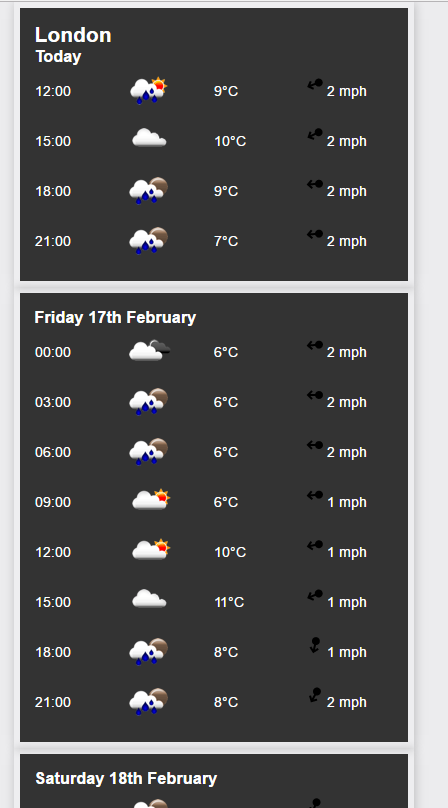 London
Today
12:00 9°C 2 mph
15:00 10°C 2 mph
18:00 9°C 2 mph
21:00 7°C 2 mph
Friday 17th February
00:00 6°C 2 mph
03:00 6°C 2 mph
06:00 6°C 2 mph
09:00 6°C 1 mph
12:00 10°C 1 mph
15:00 11°C 1 mph
18:00 8°C 1 mph
21:00 8°C 2 mph
Saturday 18th February